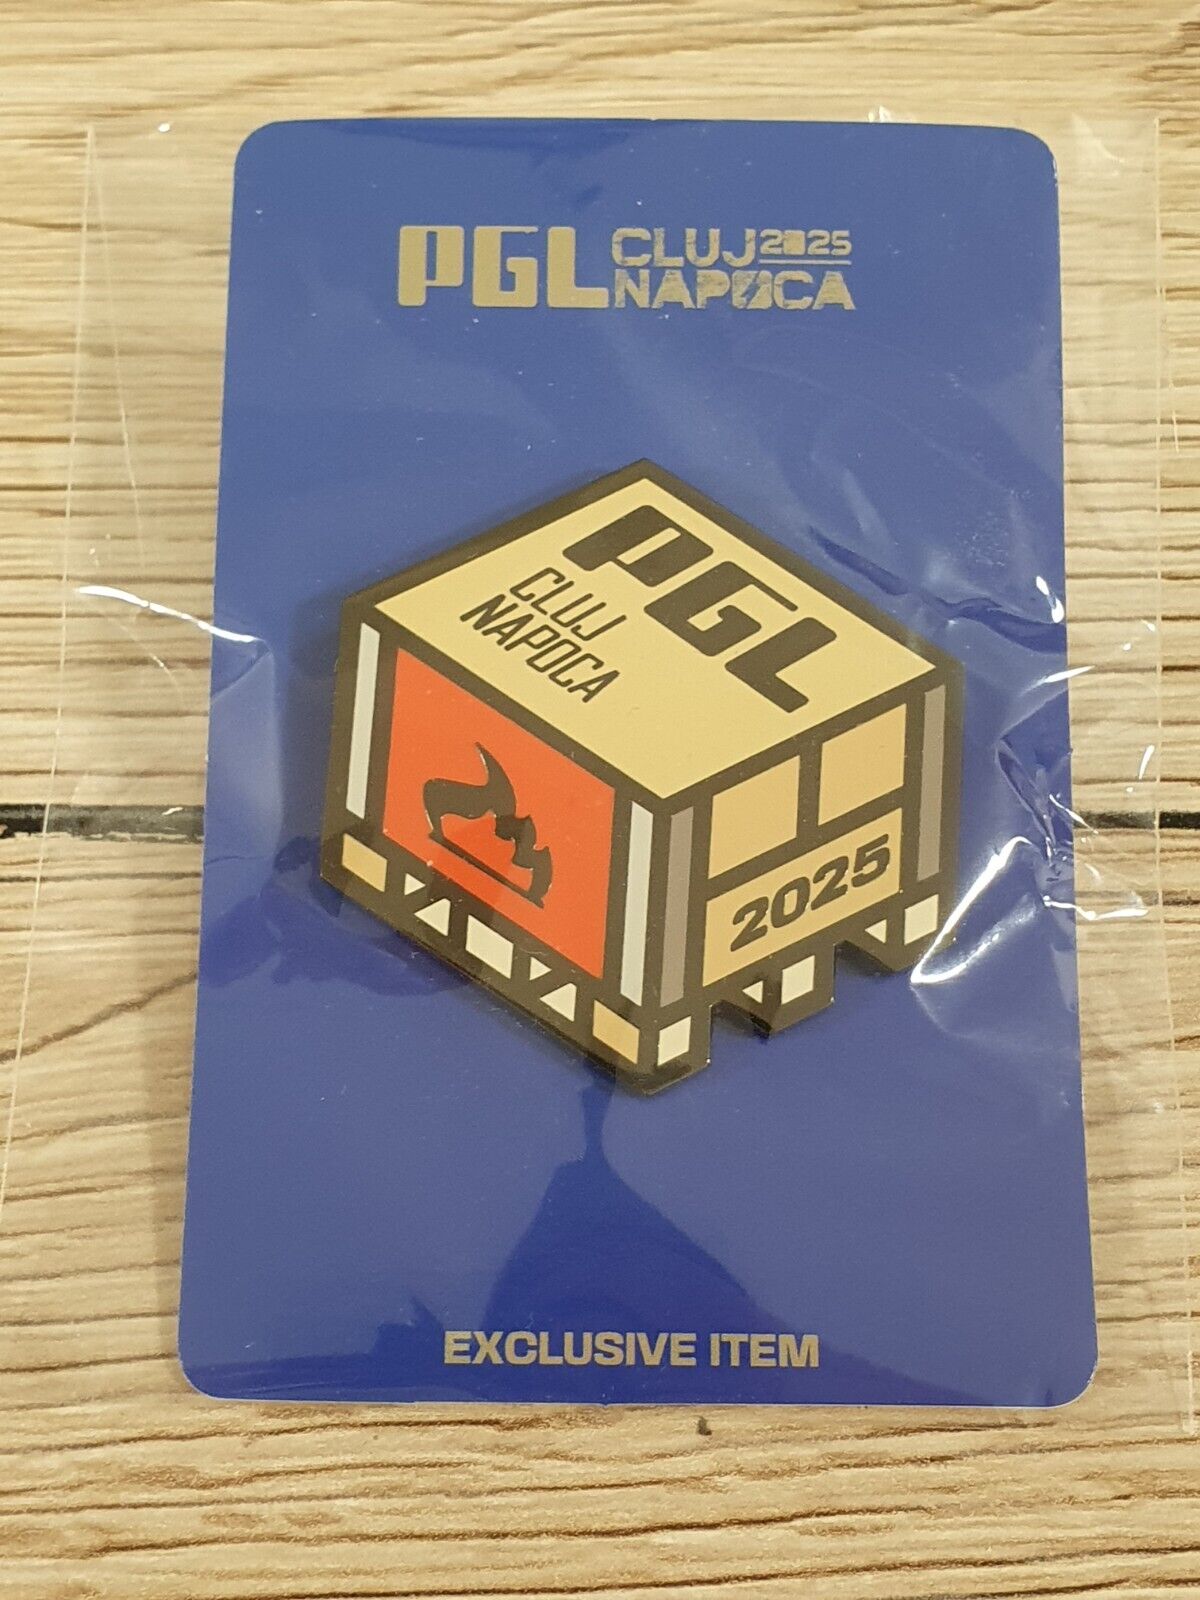 PGL CLUJ 2025
NAPOCA
PGL
CLUJ
NAPOCA
2025
EXCLUSIVE ITEM